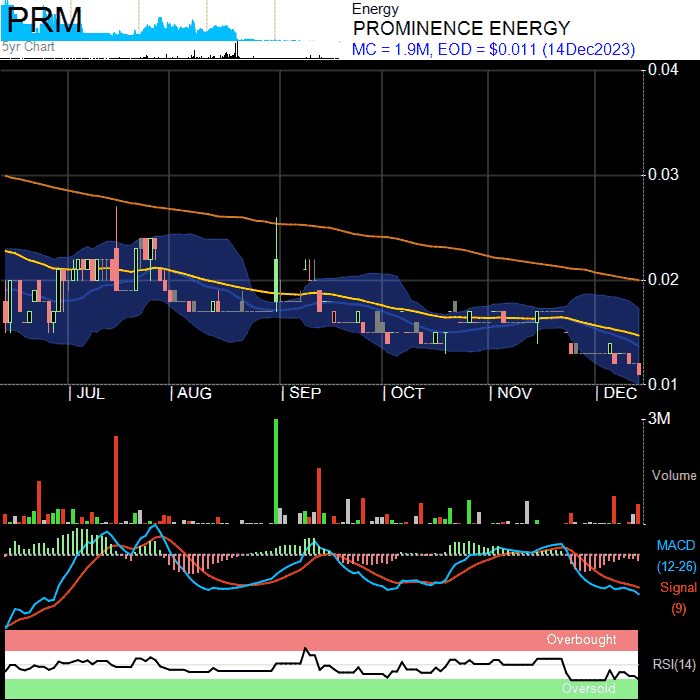 PRM
5yr Chart
Energy
PROMINENCE ENERGY
MC = 1.9M, EOD = $0.011 (14Dec2023)
0.04
0.03
0.02
0.01
JUL AUG SEP OCT NOV DEC
3M
Volume
MACD
(12-26)
Signal
(9)
Overbought
RSI(14)
Oversold